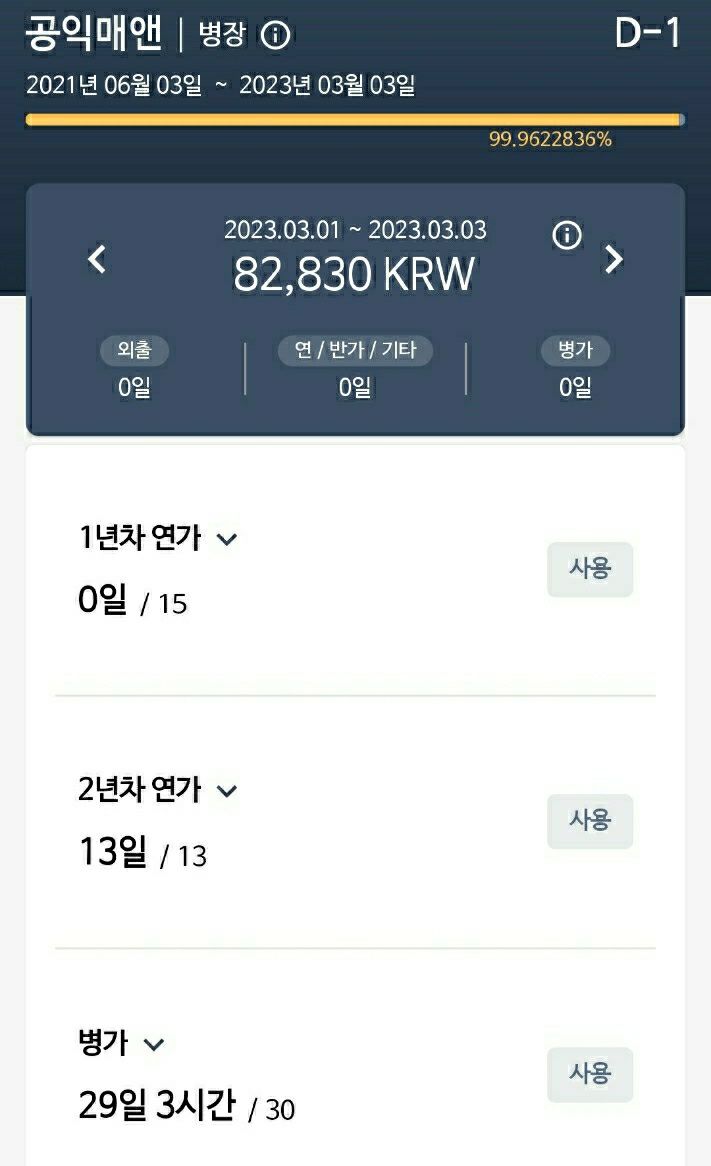 공익매앤 | 병장 ⓘ D-1
2021년 06월 03일 ~ 2023년 03월 03일
99.9622836%
2023.03.01 ~ 2023.03.03 ⓘ
82,830 KRW
외출 연 / 반가 / 기타 병가
0일 0일 0일
1년차 연가
사용
0일 / 15
2년차 연가
사용
13일 / 13
병가
사용
29일 3시간 / 30